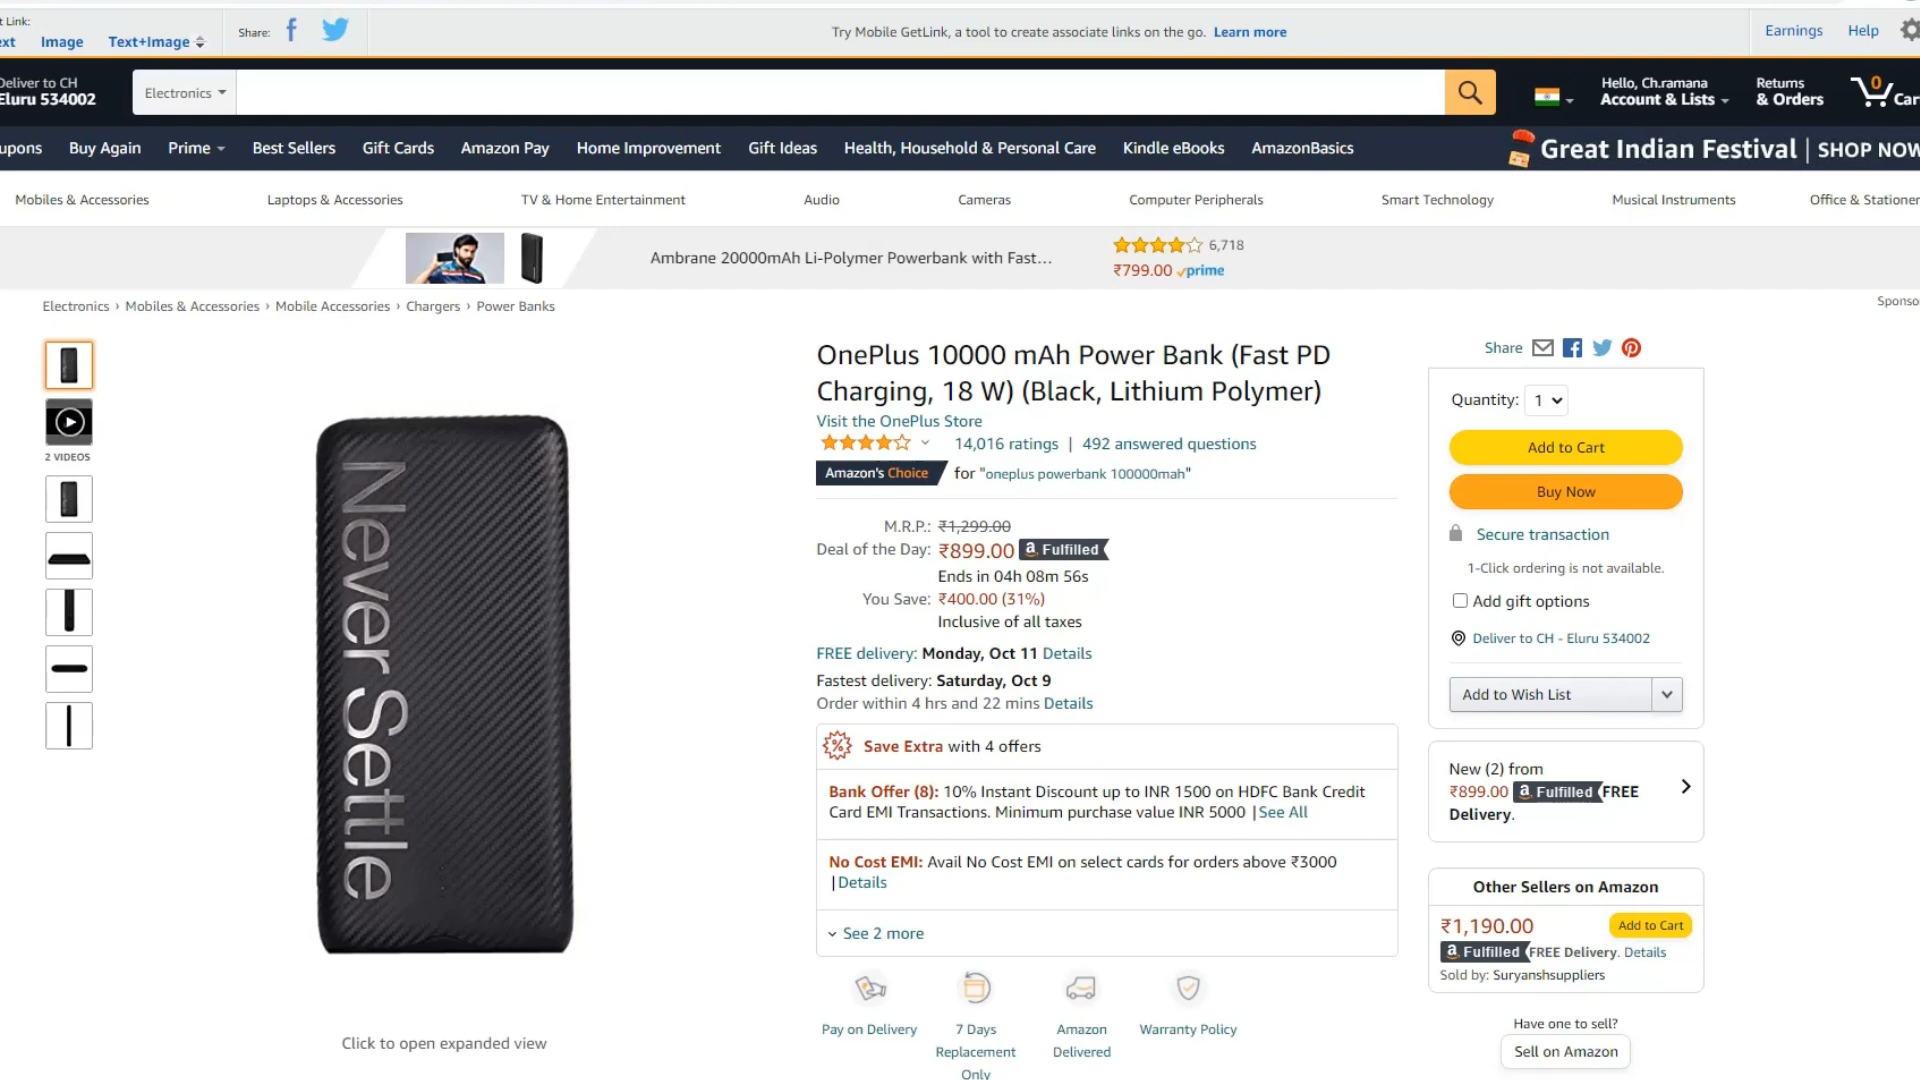 t Link:
ext Image Text+Image
Share:
Try Mobile GetLink, a tool to create associate links on the go. Learn more
Earnings Help
Deliver to CH
Eluru 534002
Electronics
Hello, Ch.ramana
Account & Lists
Returns
& Orders
0
Car
upons Buy Again Prime Best Sellers Gift Cards Amazon Pay Home Improvement Gift Ideas Health, Household & Personal Care Kindle eBooks AmazonBasics
Great Indian Festival | SHOP NOW
Mobiles & Accessories Laptops & Accessories TV & Home Entertainment Audio Cameras Computer Peripherals Smart Technology Musical Instruments Office & Stationer
Ambrane 20000mAh Li-Polymer Powerbank with Fast...
6,718
₹799.00 prime
Electronics › Mobiles & Accessories › Mobile Accessories › Chargers › Power Banks
Sponso
2 VIDEOS
Never Settle
Click to open expanded view
OnePlus 10000 mAh Power Bank (Fast PD
Charging, 18 W) (Black, Lithium Polymer)
Visit the OnePlus Store
14,016 ratings | 492 answered questions
Amazon's Choice for "oneplus powerbank 100000mah"
M.R.P.: ₹1,299.00
Deal of the Day: ₹899.00 a Fulfilled
Ends in 04h 08m 56s
You Save: ₹400.00 (31%)
Inclusive of all taxes
FREE delivery: Monday, Oct 11 Details
Fastest delivery: Saturday, Oct 9
Order within 4 hrs and 22 mins Details
% Save Extra with 4 offers
Bank Offer (8): 10% Instant Discount up to INR 1500 on HDFC Bank Credit
Card EMI Transactions. Minimum purchase value INR 5000 | See All
No Cost EMI: Avail No Cost EMI on select cards for orders above ₹3000
| Details
See 2 more
Pay on Delivery
7 Days
Replacement
Only
Amazon
Delivered
Warranty Policy
Share
Quantity: 1
Add to Cart
Buy Now
Secure transaction
1-Click ordering is not available.
Add gift options
Deliver to CH - Eluru 534002
Add to Wish List
New (2) from
₹899.00 a Fulfilled FREE
Delivery.
Other Sellers on Amazon
₹1,190.00 Add to Cart
a Fulfilled FREE Delivery. Details
Sold by: Suryanshsuppliers
Have one to sell?
Sell on Amazon